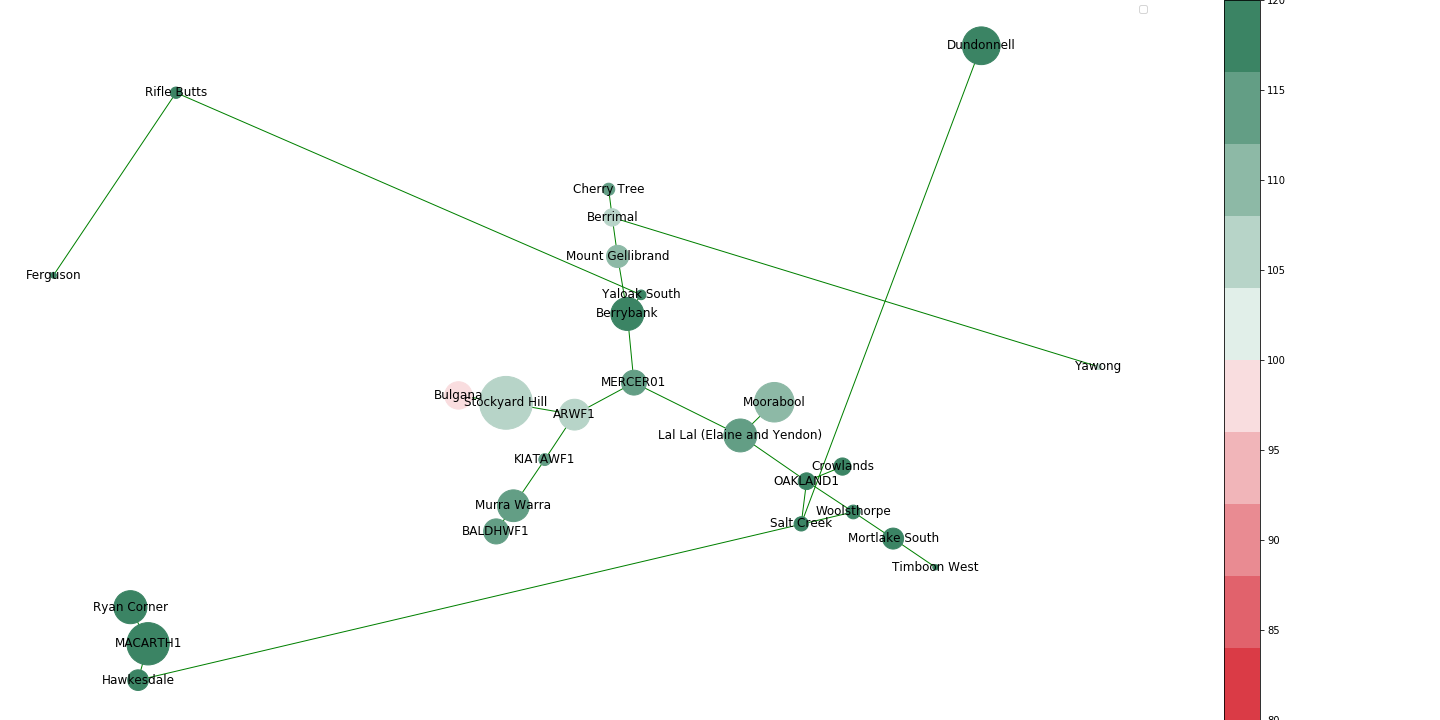 120
Dundonnell
115
Rifle Butts
110
Cherry Tree
Berrimal
Mount Gellibrand
105
Ferguson
Yaloak South
Berrybank
100
Yawong
MERCER01
Bulgana
Stockyard Hill
Moorabool
ARWF1
Lal Lal (Elaine and Yendon)
95
KIATAWF1
Crowlands
OAKLAND1
Murra Warra
Woolsthorpe
Salt Creek
BALDHWF1
Mortlake South
90
Timboon West
Ryan Corner
85
MACARTH1
Hawkesdale
80